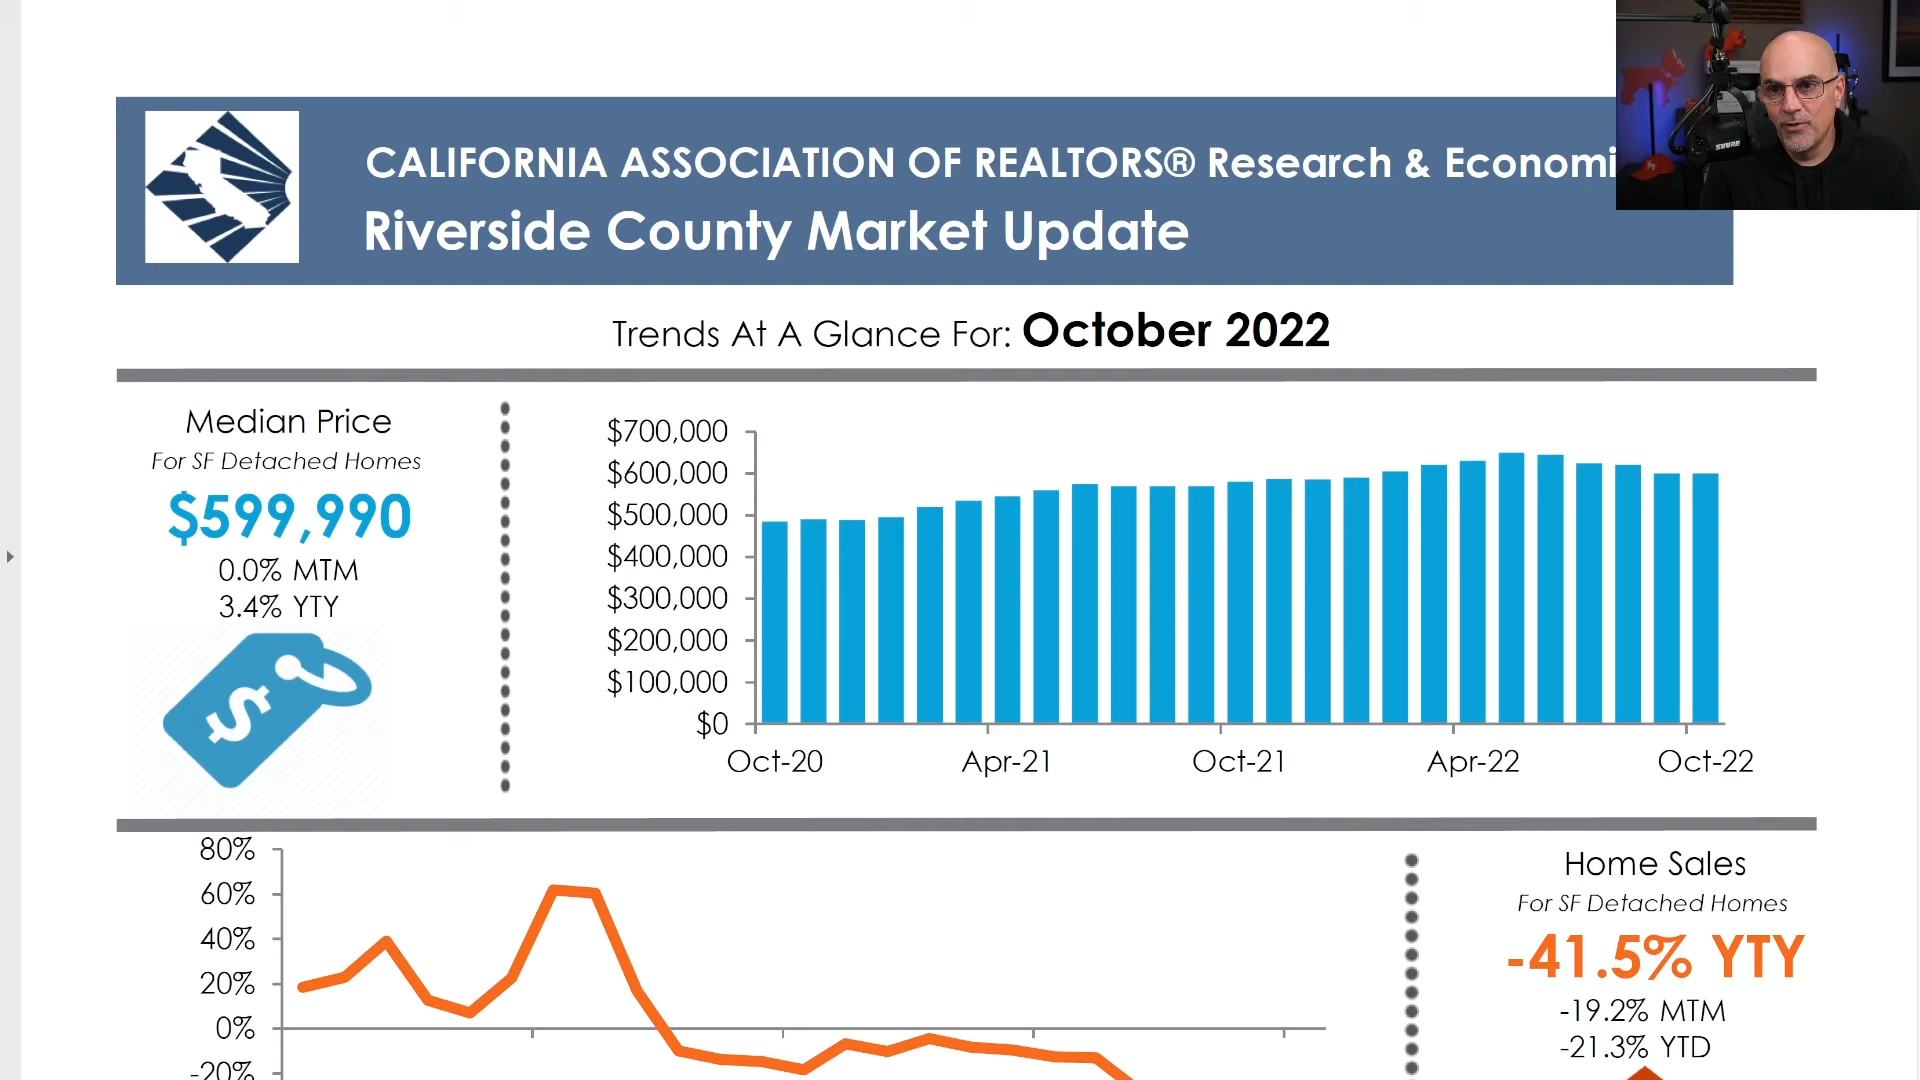 CALIFORNIA ASSOCIATION OF REALTORS® Research & Economi
Riverside County Market Update
Trends At A Glance For: October 2022
Median Price
For SF Detached Homes
$599,990
0.0% MTM
3.4% YTY
$
$700,000
$600,000
$500,000
$400,000
$300,000
$200,000
$100,000
$0
Oct-20 Apr-21 Oct-21 Apr-22 Oct-22
80%
60%
40%
20%
0%
-20%
Home Sales
For SF Detached Homes
-41.5% YTY
-19.2% MTM
-21.3% YTD
SHURE